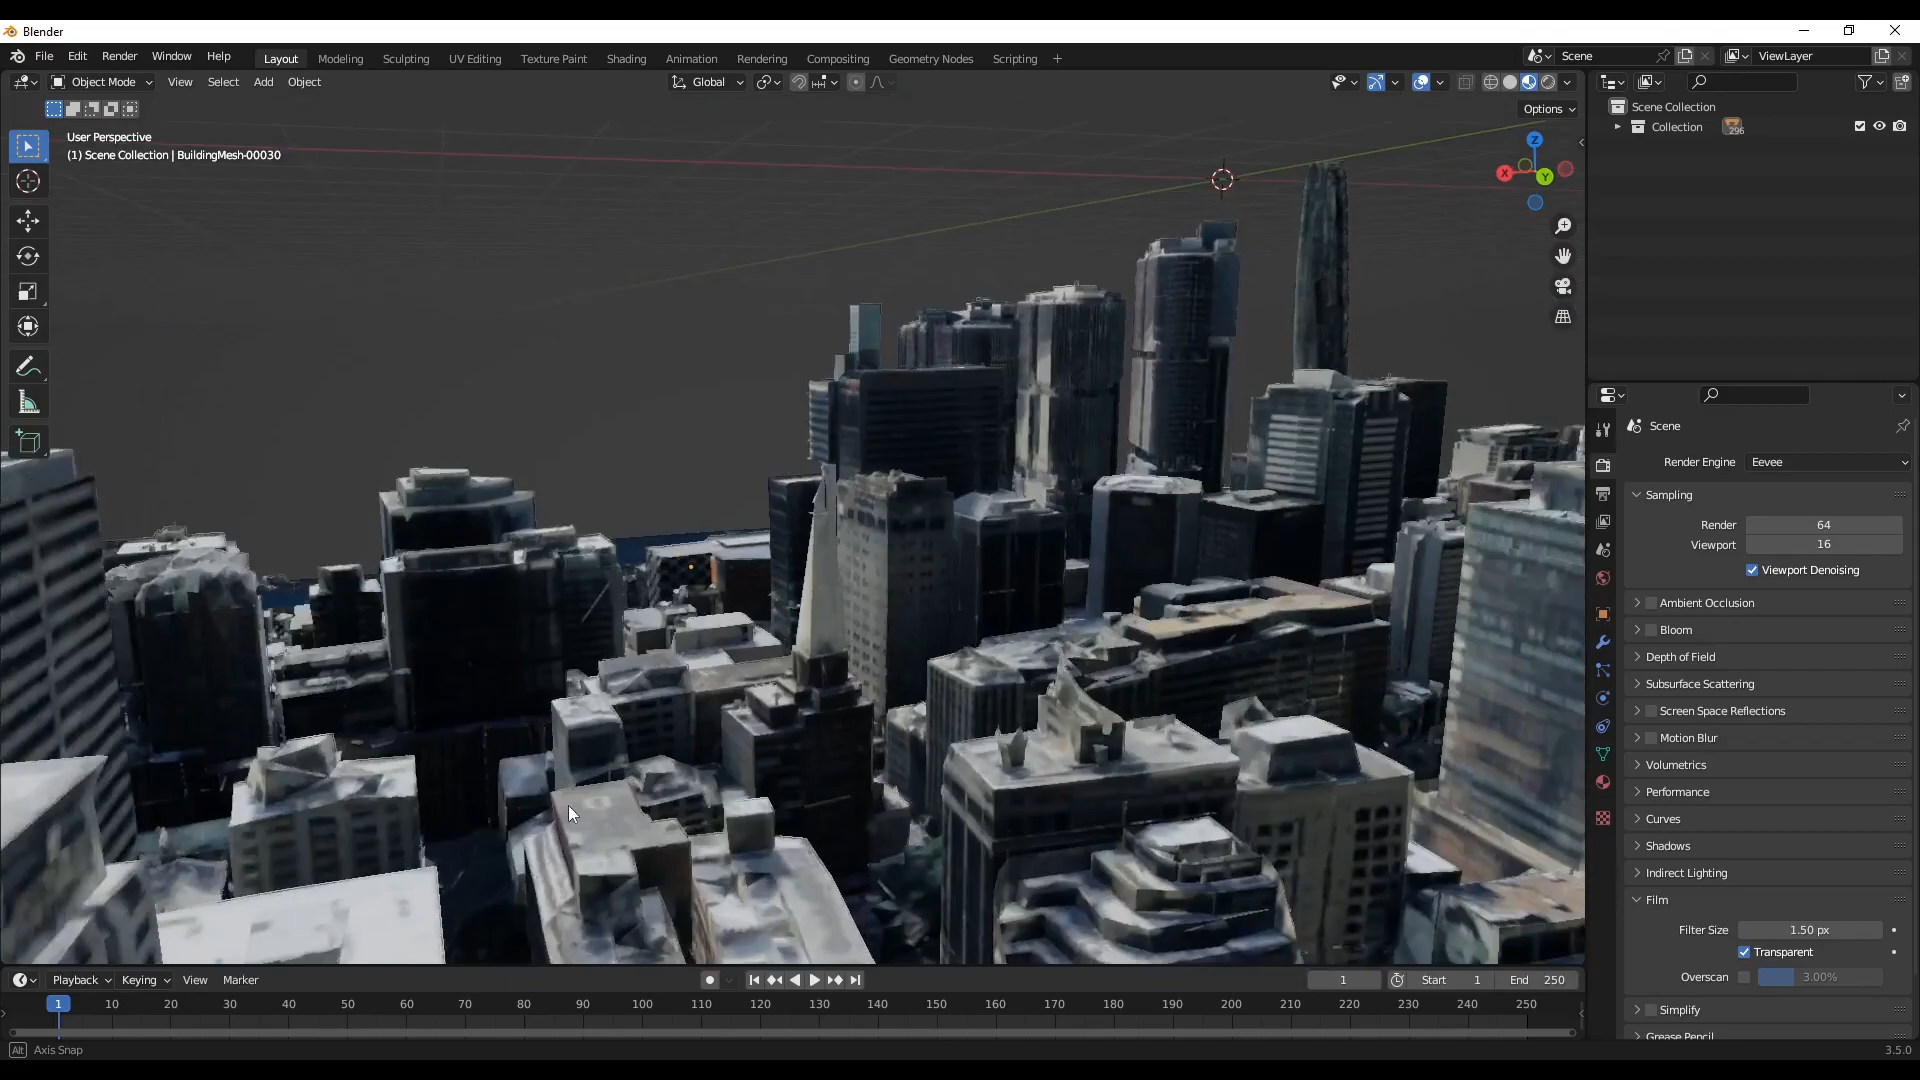 Blender
File Edit Render Window Help Layout Modeling Sculpting UV Editing Texture Paint Shading Animation Rendering Compositing Geometry Nodes Scripting + Scene ViewLayer
Object Mode View Select Add Object Global
Options
User Perspective
(1) Scene Collection | BuildingMesh-00030
Z
X
Y
Scene Collection
Collection 296
Scene
Render Engine Eevee
Sampling
Render 64
Viewport 16
Viewport Denoising
Ambient Occlusion
Bloom
Depth of Field
Subsurface Scattering
Screen Space Reflections
Motion Blur
Volumetrics
Performance
Curves
Shadows
Indirect Lighting
Film
Filter Size 1.50 px
Transparent
Overscan 3.00%
Simplify
Grease Pencil
Playback Keying View Marker 1 Start 1 End 250
1 10 20 30 40 50 60 70 80 90 100 110 120 130 140 150 160 170 180 190 200 210 220 230 240 250
Alt Axis Snap
3.5.0